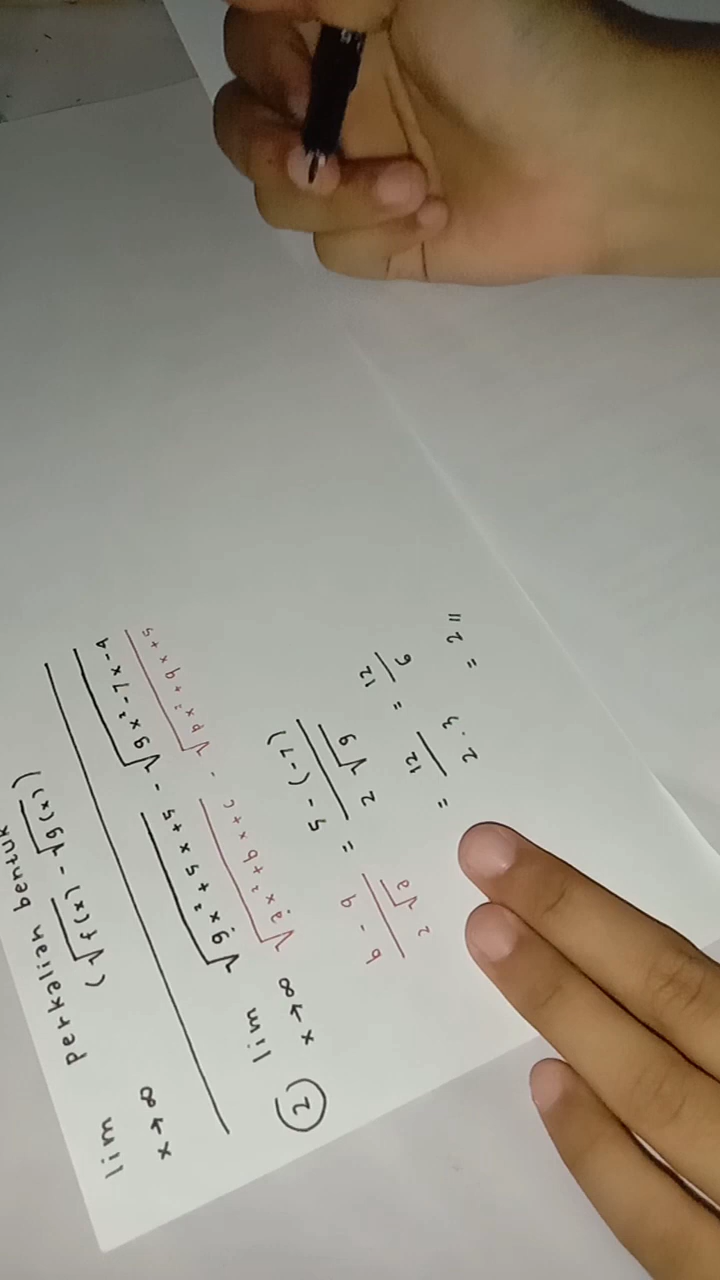 Perkalian bentuk
lim (√f(x) - √g(x))
x→∞
② lim √9x² + 5x + 5 - √9x² - 7x - 4
x→∞ √ax² + bx + c - √px² + qx + 5
b - q / 2√a = 5 - (-7) / 2√9
= 12 / 2.3 = 12 / 6
= 2 //